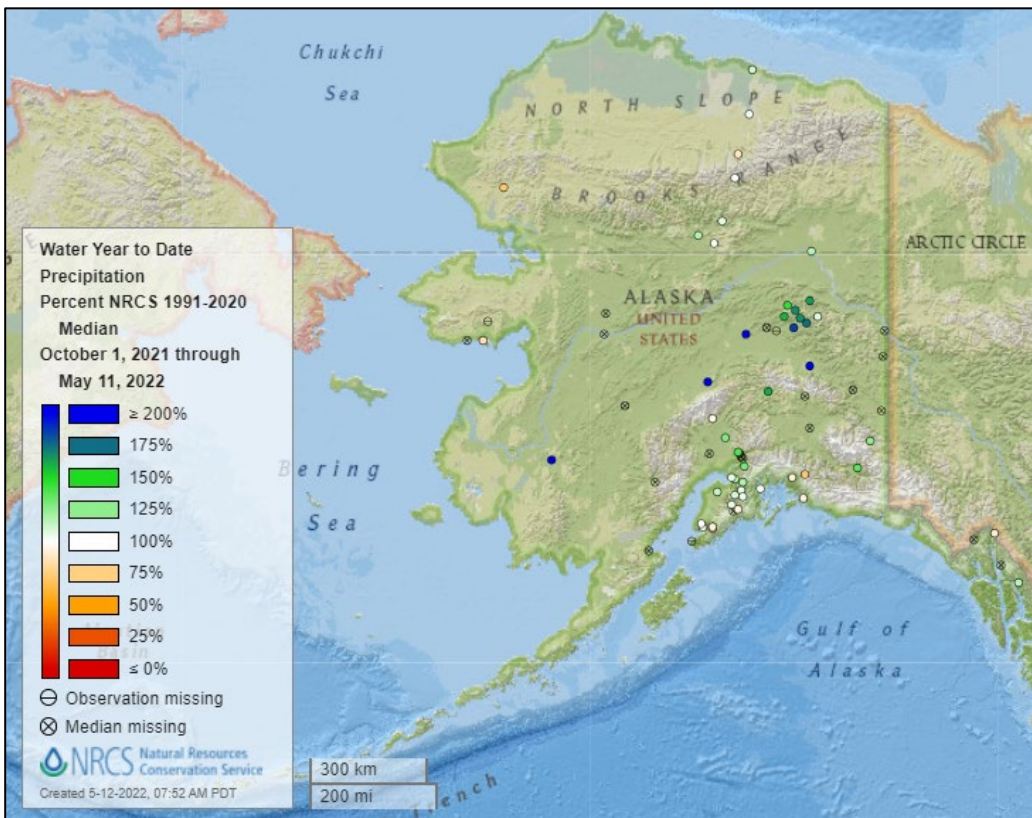 Chukchi
Sea
NORTH SLOPE
BROOKS RANGE
ARCTIC CIRCLE
ALASKA
UNITED
STATES
Bering
Sea
Gulf of
Alaska
Trench
Basin
Water Year to Date
Precipitation
Percent NRCS 1991-2020
Median
October 1, 2021 through
May 11, 2022
≥ 200%
175%
150%
125%
100%
75%
50%
25%
≤ 0%
Observation missing
Median missing
NRCS Natural Resources
Conservation Service
Created 5-12-2022, 07:52 AM PDT
300 km
200 mi